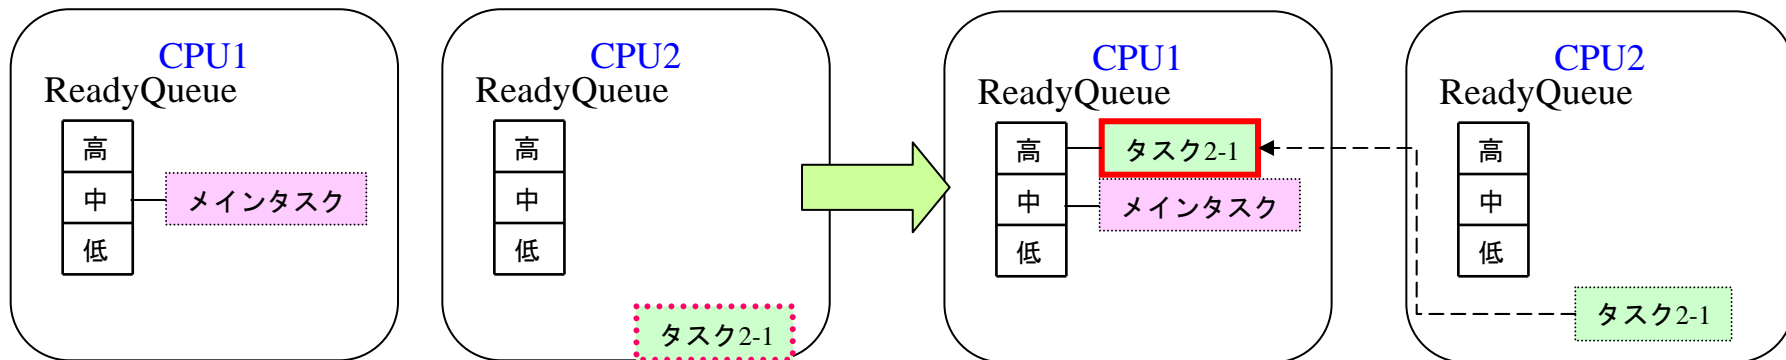 CPU1
ReadyQueue
高
中
低
メインタスク
CPU2
ReadyQueue
高
中
低
タスク2-1
CPU1
ReadyQueue
高
中
低
タスク2-1
メインタスク
CPU2
ReadyQueue
高
中
低
タスク2-1